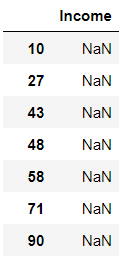 Income
10 NaN
27 NaN
43 NaN
48 NaN
58 NaN
71 NaN
90 NaN